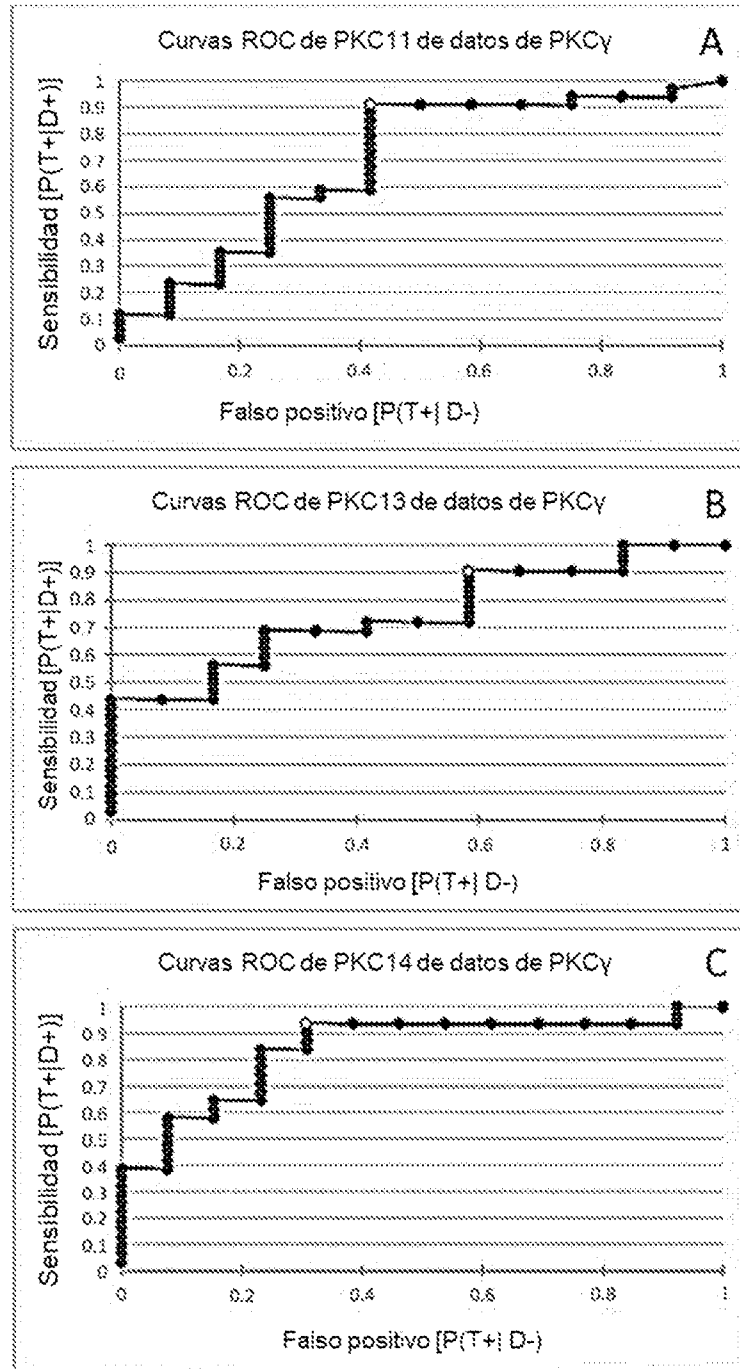 Curvas ROC de PKC11 de datos de PKCγ
A
Sensibilidad [P(T+|D+)]
1
0.9
0.8
0.7
0.6
0.5
0.4
0.3
0.2
0.1
0
0 0.2 0.4 0.6 0.8 1
Falso positivo [P(T+| D-)
Curvas ROC de PKC13 de datos de PKCγ
B
Sensibilidad [P(T+|D+)]
1
0.9
0.8
0.7
0.6
0.5
0.4
0.3
0.2
0.1
0
0 0.2 0.4 0.6 0.8 1
Falso positivo [P(T+| D-)
Curvas ROC de PKC14 de datos de PKCγ
C
Sensibilidad [P(T+|D+)]
1
0.9
0.8
0.7
0.6
0.5
0.4
0.3
0.2
0.1
0
0 0.2 0.4 0.6 0.8 1
Falso positivo [P(T+| D-)